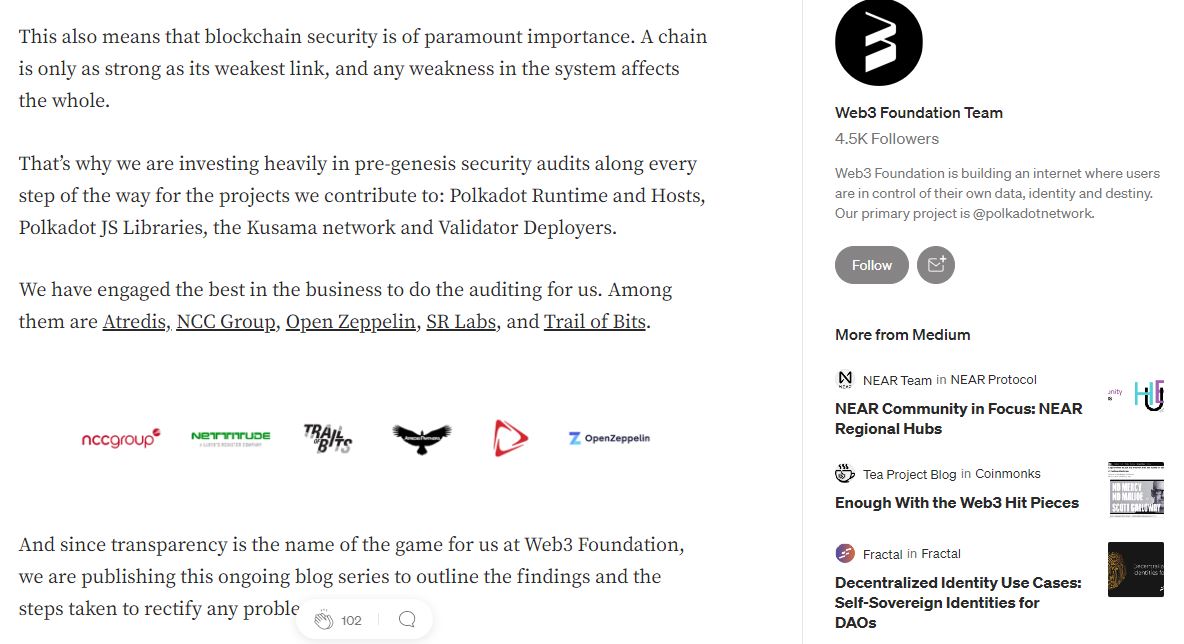 This also means that blockchain security is of paramount importance. A chain
is only as strong as its weakest link, and any weakness in the system affects
the whole.
That’s why we are investing heavily in pre-genesis security audits along every
step of the way for the projects we contribute to: Polkadot Runtime and Hosts,
Polkadot JS Libraries, the Kusama network and Validator Deployers.
We have engaged the best in the business to do the auditing for us. Among
them are Atredis, NCC Group, Open Zeppelin, SR Labs, and Trail of Bits.
nccgroup
NETTITUDE
TRAIL
OF BITS
ATREDIS PARTNERS
OpenZeppelin
And since transparency is the name of the game for us at Web3 Foundation,
we are publishing this ongoing blog series to outline the findings and the
steps taken to rectify any proble
102
Web3 Foundation Team
4.5K Followers
Web3 Foundation is building an internet where users
are in control of their own data, identity and destiny.
Our primary project is @polkadotnetwork.
Follow
More from Medium
NEAR Team in NEAR Protocol
NEAR Community in Focus: NEAR
Regional Hubs
Tea Project Blog in Coinmonks
Enough With the Web3 Hit Pieces
NO MERCY
NO MALICE
Fractal in Fractal
Decentralized Identity Use Cases:
Self-Sovereign Identities for
DAOs